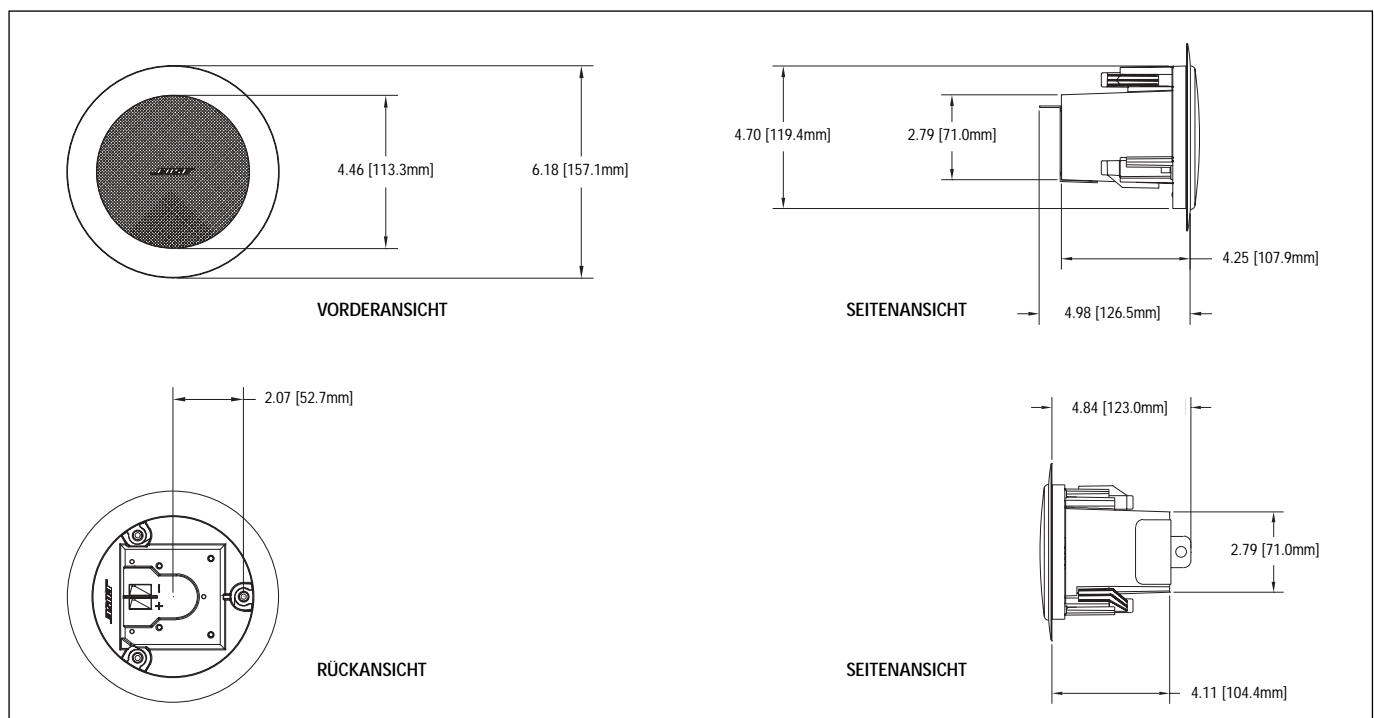 4.46 [113.3mm]
6.18 [157.1mm]
VORDERANSICHT
4.70 [119.4mm]
2.79 [71.0mm]
4.25 [107.9mm]
4.98 [126.5mm]
SEITENANSICHT
2.07 [52.7mm]
- 
+
RÜCKANSICHT
4.84 [123.0mm]
2.79 [71.0mm]
4.11 [104.4mm]
SEITENANSICHT